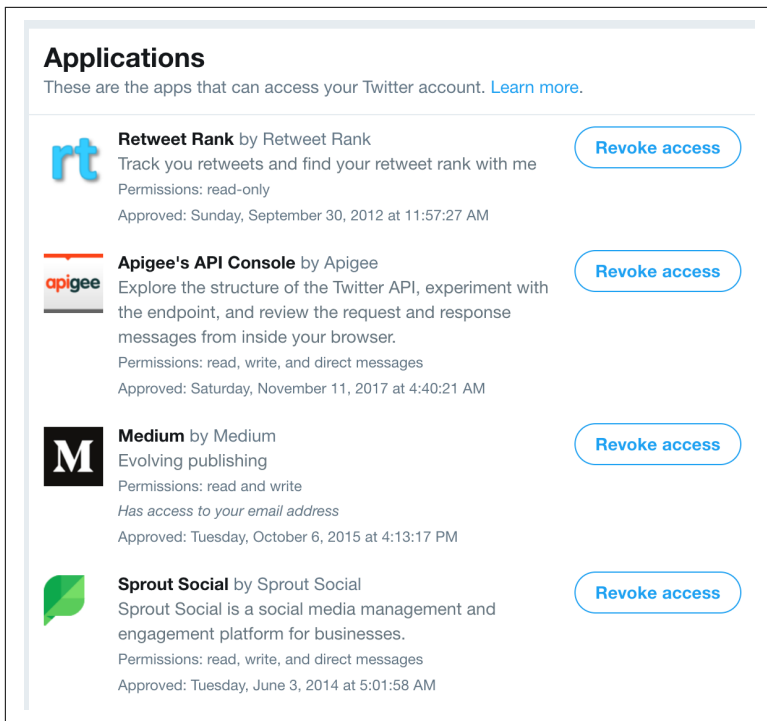 Applications
These are the apps that can access your Twitter account. Learn more.
rt
Retweet Rank by Retweet Rank
Revoke access
Track you retweets and find your retweet rank with me
Permissions: read-only
Approved: Sunday, September 30, 2012 at 11:57:27 AM
apigee
Apigee's API Console by Apigee
Revoke access
Explore the structure of the Twitter API, experiment with
the endpoint, and review the request and response
messages from inside your browser.
Permissions: read, write, and direct messages
Approved: Saturday, November 11, 2017 at 4:40:21 AM
M
Medium by Medium
Revoke access
Evolving publishing
Permissions: read and write
Has access to your email address
Approved: Tuesday, October 6, 2015 at 4:13:17 PM
Sprout Social by Sprout Social
Revoke access
Sprout Social is a social media management and
engagement platform for businesses.
Permissions: read, write, and direct messages
Approved: Tuesday, June 3, 2014 at 5:01:58 AM